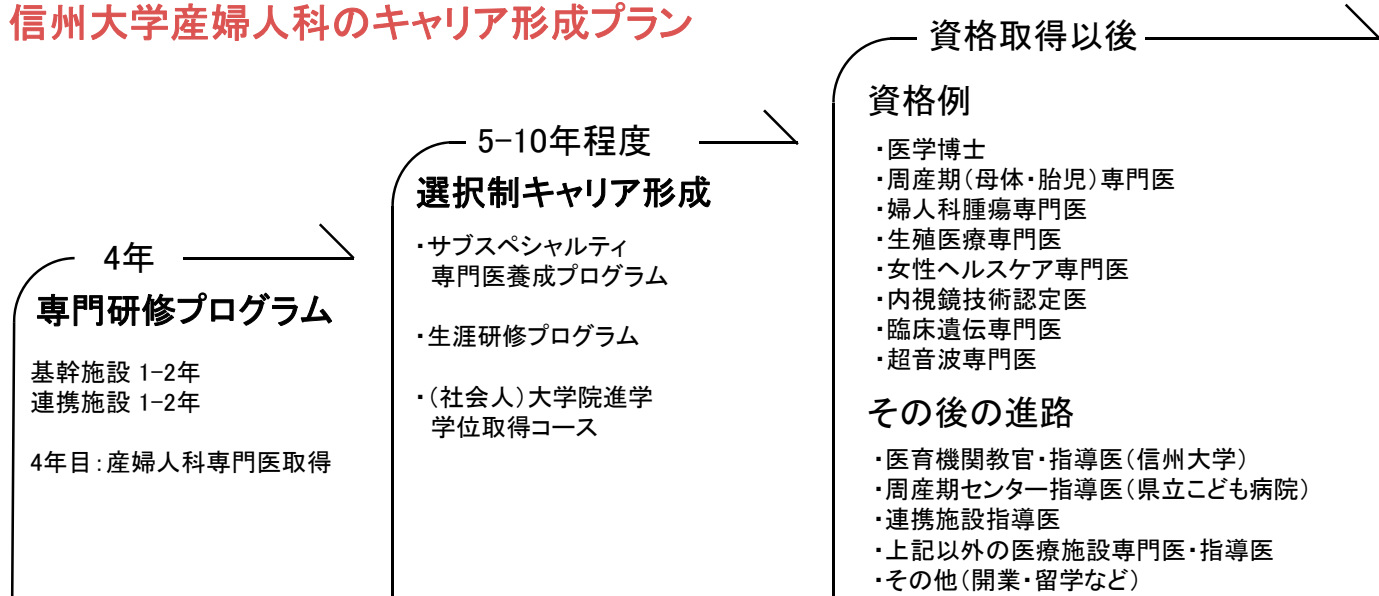 信州大学産婦人科のキャリア形成プラン
4年
専門研修プログラム
基幹施設 1-2年
連携施設 1-2年
4年目：産婦人科専門医取得
5-10年程度
選択制キャリア形成
・サブスペシャルティ
専門医養成プログラム
・生涯研修プログラム
・（社会人）大学院進学
学位取得コース
資格取得以後
資格例
・医学博士
・周産期（母体・胎児）専門医
・婦人科腫瘍専門医
・生殖医療専門医
・女性ヘルスケア専門医
・内視鏡技術認定医
・臨床遺伝専門医
・超音波専門医
その後の進路
・医育機関教官・指導医（信州大学）
・周産期センター指導医（県立こども病院）
・連携施設指導医
・上記以外の医療施設専門医・指導医
・その他（開業・留学など）